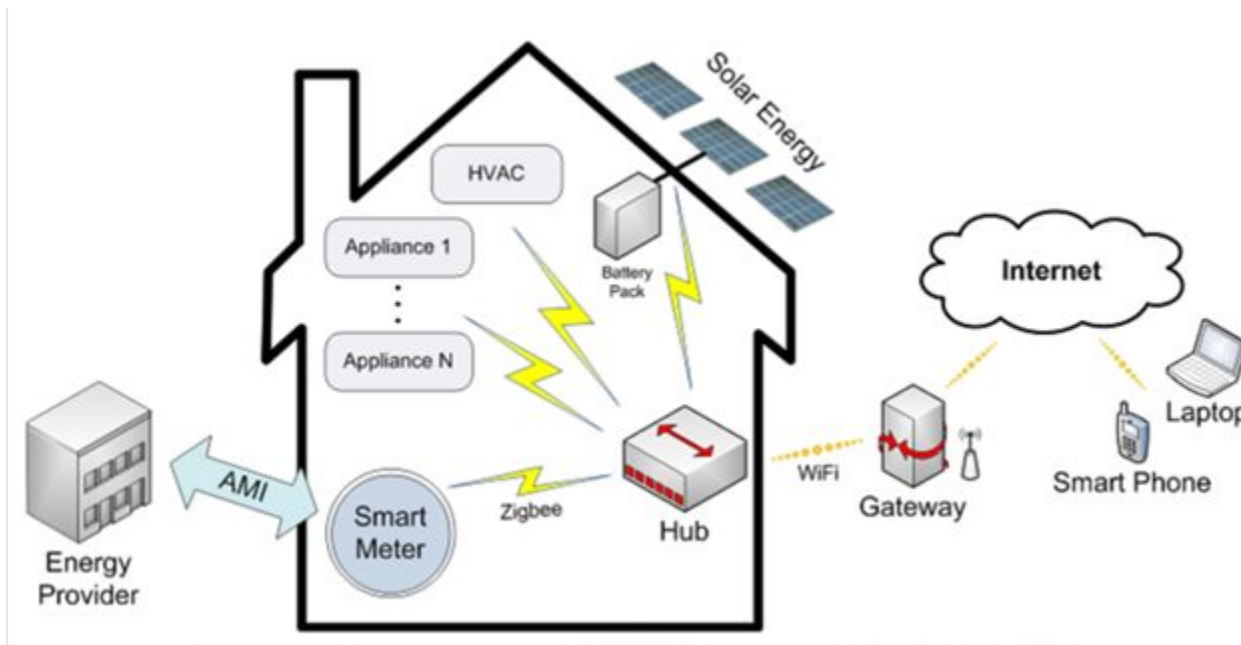 Solar Energy
HVAC
Appliance 1
Battery
Pack
Appliance N
Internet
Laptop
AMI
Smart
Meter
Zigbee
Hub
WiFi
Gateway
Smart Phone
Energy
Provider